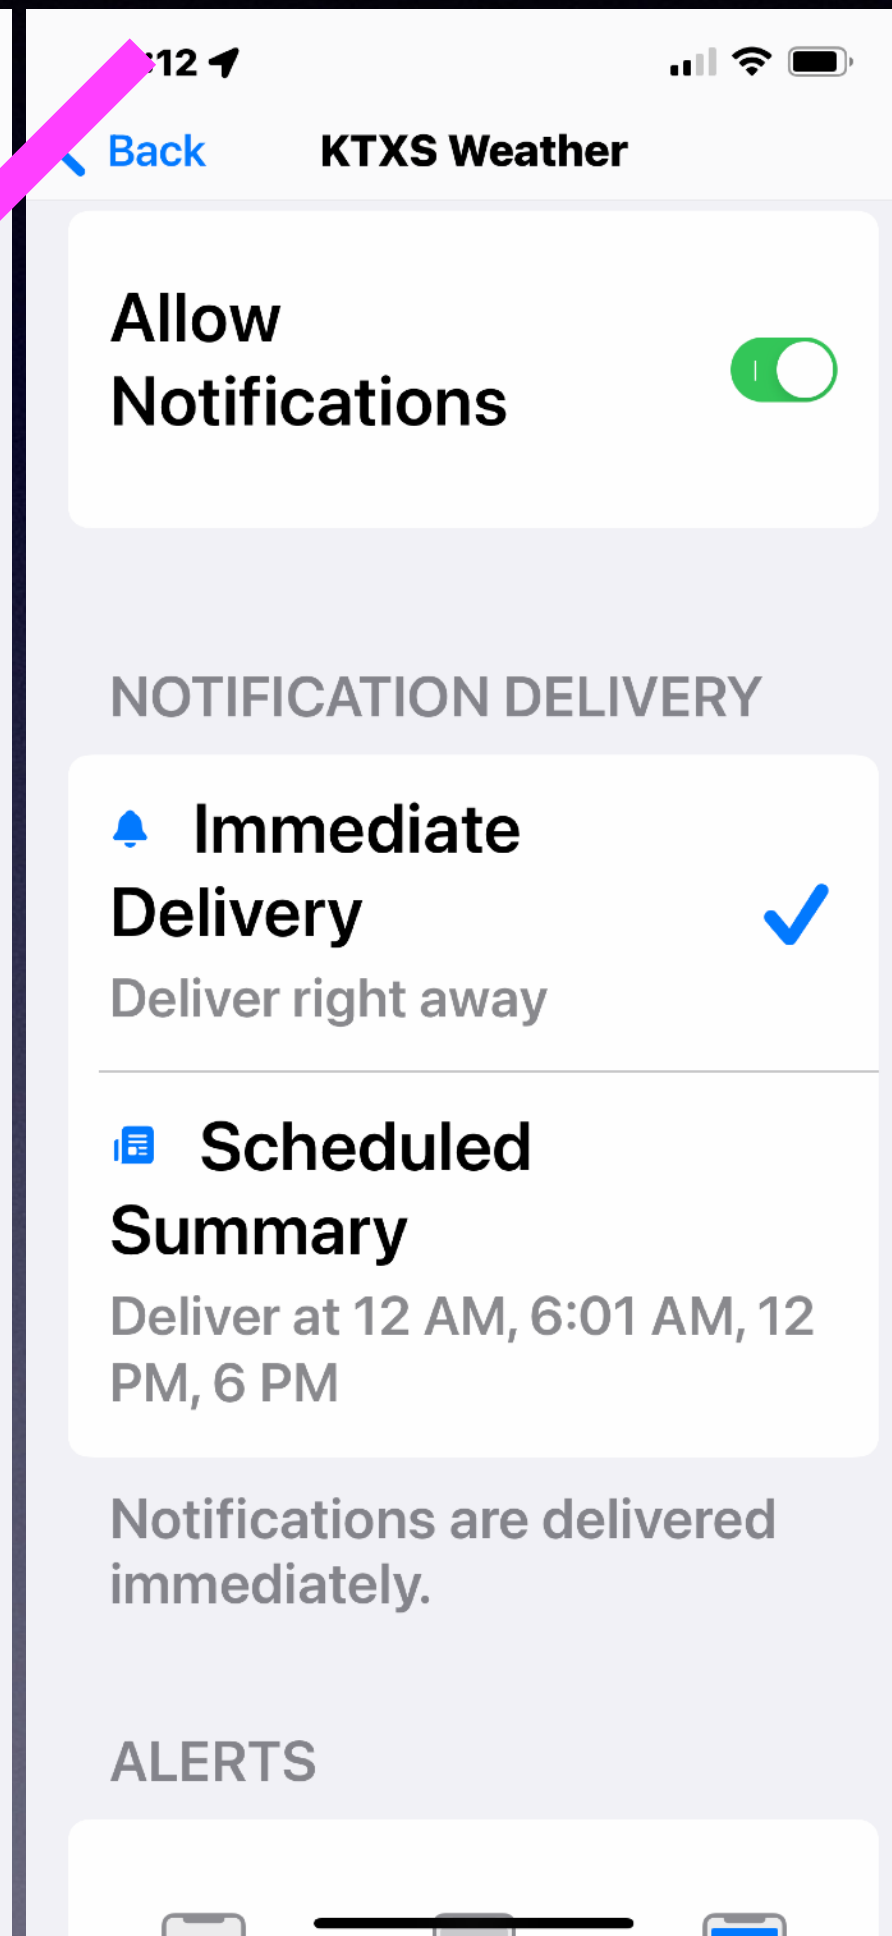 :12
Back KTXS Weather
Allow
Notifications
NOTIFICATION DELIVERY
Immediate
Delivery
Deliver right away
Scheduled
Summary
Deliver at 12 AM, 6:01 AM, 12
PM, 6 PM
Notifications are delivered
immediately.
ALERTS